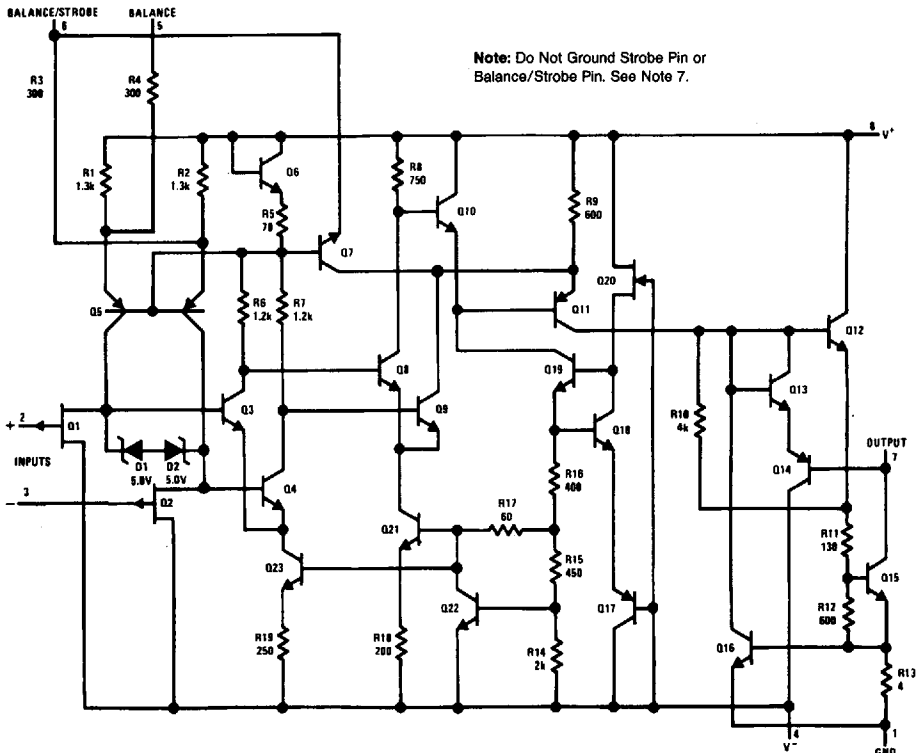 BALANCE/STROBE
6
BALANCE
5
Note: Do Not Ground Strobe Pin or
Balance/Strobe Pin. See Note 7.
R3
300
R4
300
8
V+
R1
1.3k
R2
1.3k
Q6
R5
70
R8
750
Q10
R9
600
Q7
Q20
Q5
R6
1.2k
R7
1.2k
Q11
Q12
Q8
Q19
Q13
+
2
Q1
Q3
Q9
Q18
R10
4k
OUTPUT
7
INPUTS
D1
5.0V
D2
5.0V
Q14
−
3
Q2
Q4
R16
400
R17
60
R11
130
Q21
Q23
R15
450
Q15
Q22
Q17
R12
600
R19
250
R18
200
R14
2k
Q16
R13
4
4
V−
1
GND